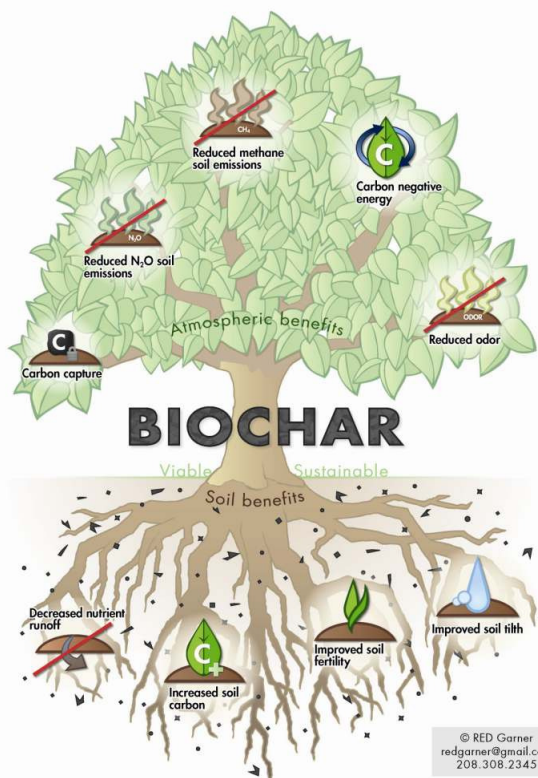 CH₄
Reduced methane
soil emissions
C
Carbon negative
energy
N₂O
Reduced N₂O soil
emissions
ODOR
Reduced odor
Atmospheric benefits
C
Carbon capture
BIOCHAR
Viable Sustainable
Soil benefits
Decreased nutrient
runoff
C
Increased soil
carbon
Improved soil
fertility
Improved soil tilth
© RED Garner
redgarner@gmail.c
208.308.2345